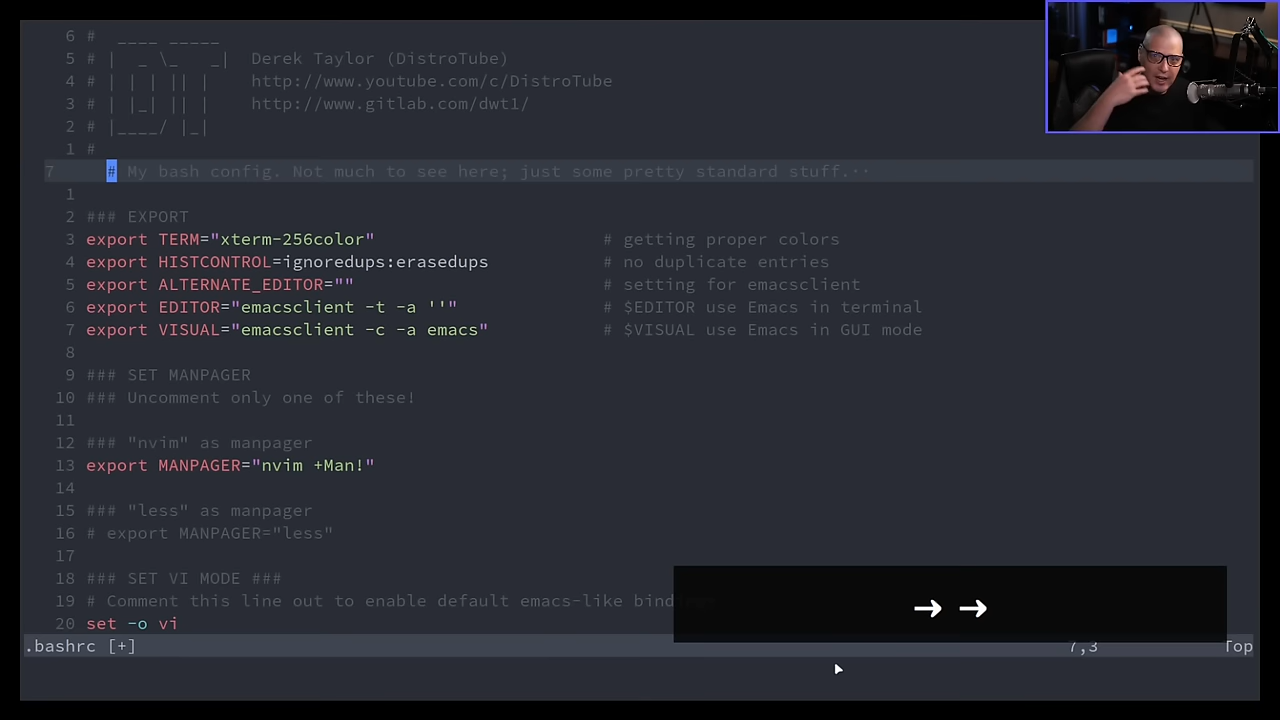 6 #  ____ _____
5 # |  _ \_   _|  Derek Taylor (DistroTube)
4 # | | | || |    http://www.youtube.com/c/DistroTube
3 # | |_| || |    http://www.gitlab.com/dwt1/
2 # |____/ |_|
1 #
7   # My bash config. Not much to see here; just some pretty standard stuff.··
1
2 ### EXPORT
3 export TERM="xterm-256color"                      # getting proper colors
4 export HISTCONTROL=ignoredups:erasedups           # no duplicate entries
5 export ALTERNATE_EDITOR=""                        # setting for emacsclient
6 export EDITOR="emacsclient -t -a ''"              # $EDITOR use Emacs in terminal
7 export VISUAL="emacsclient -c -a emacs"           # $VISUAL use Emacs in GUI mode
8
9 ### SET MANPAGER
10 ### Uncomment only one of these!
11
12 ### "nvim" as manpager
13 export MANPAGER="nvim +Man!"
14
15 ### "less" as manpager
16 # export MANPAGER="less"
17
18 ### SET VI MODE ###
19 # Comment this line out to enable default emacs-like bind
20 set -o vi
→ →
.bashrc [+] 7,3 Top